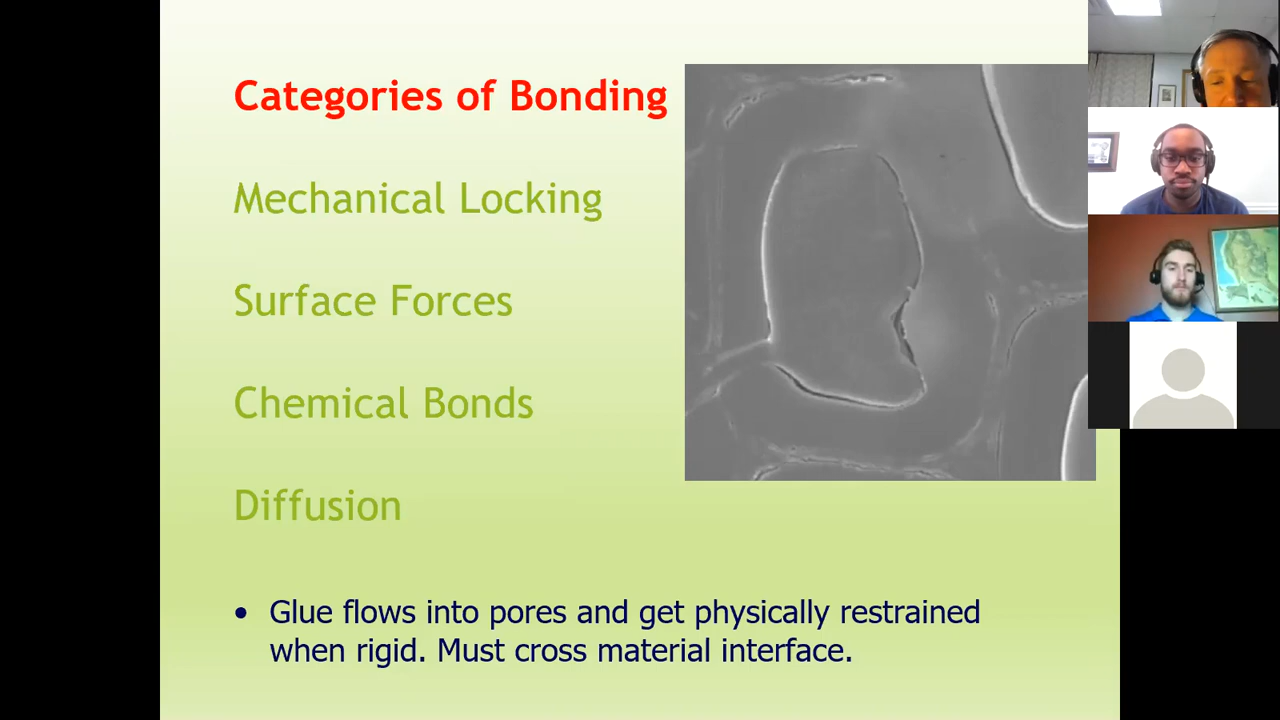 Categories of Bonding
Mechanical Locking
Surface Forces
Chemical Bonds
Diffusion
• Glue flows into pores and get physically restrained
when rigid. Must cross material interface.